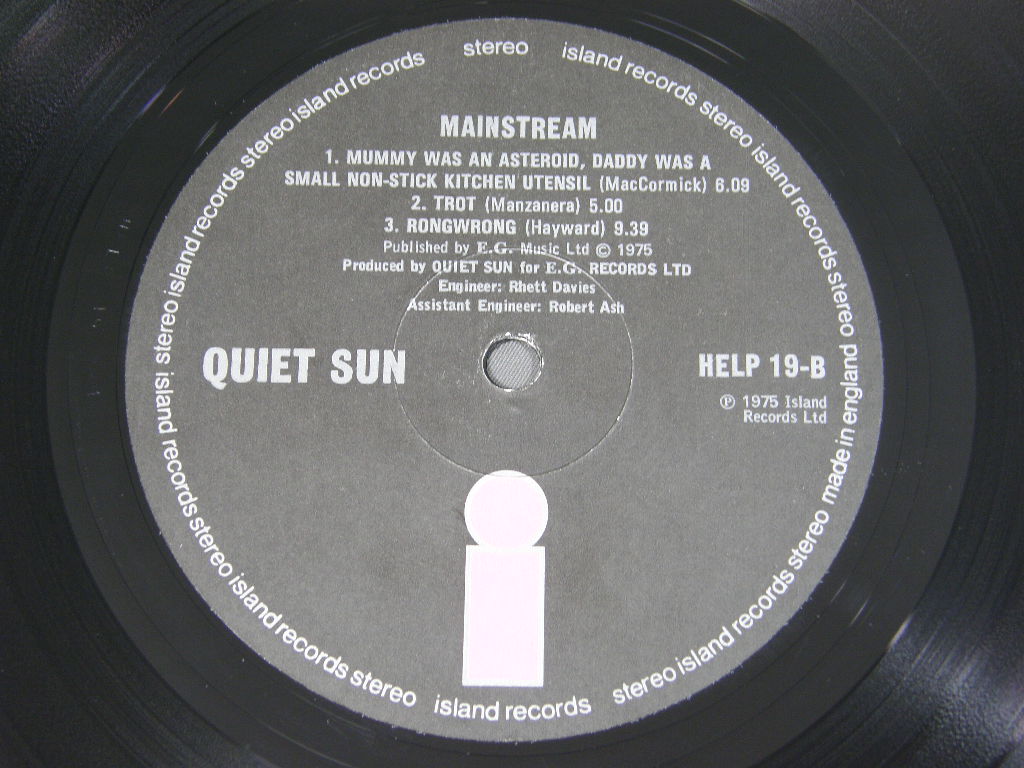 MAINSTREAM
1. MUMMY WAS AN ASTEROID, DADDY WAS A
SMALL NON-STICK KITCHEN UTENSIL (MacCormick) 6.09
2. TROT (Manzanera) 5.00
3. RONGWRONG (Hayward) 9.39
Published by E.G. Music Ltd © 1975
Produced by QUIET SUN for E.G. RECORDS LTD
Engineer: Rhett Davies
Assistant Engineer: Robert Ash
QUIET SUN
HELP 19-B
℗ 1975 Island
Records Ltd
i
stereo island records stereo island records stereo made in england island records stereo stereo island records island records stereo island records stereo island records stereo island records stereo island records